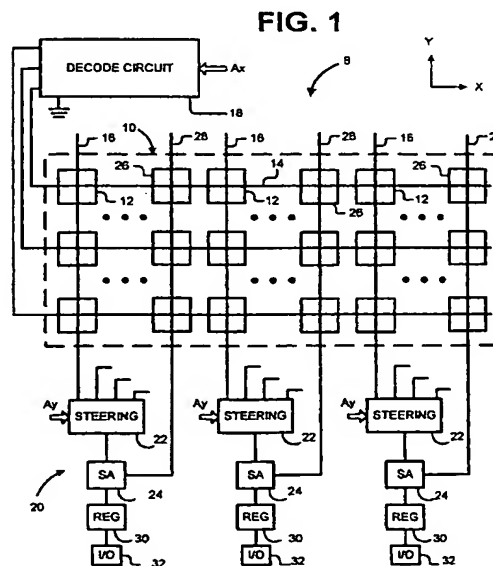 FIG. 1
DECODE CIRCUIT
Ax
18
8
Y
X
16 10 28 16 28 16
26 14 26
12 12 26 12
Ay STEERING Ay STEERING Ay STEERING
22 22 22
20
SA SA SA
24 24 24
REG REG REG
30 30 30
I/O I/O I/O
32 32 32